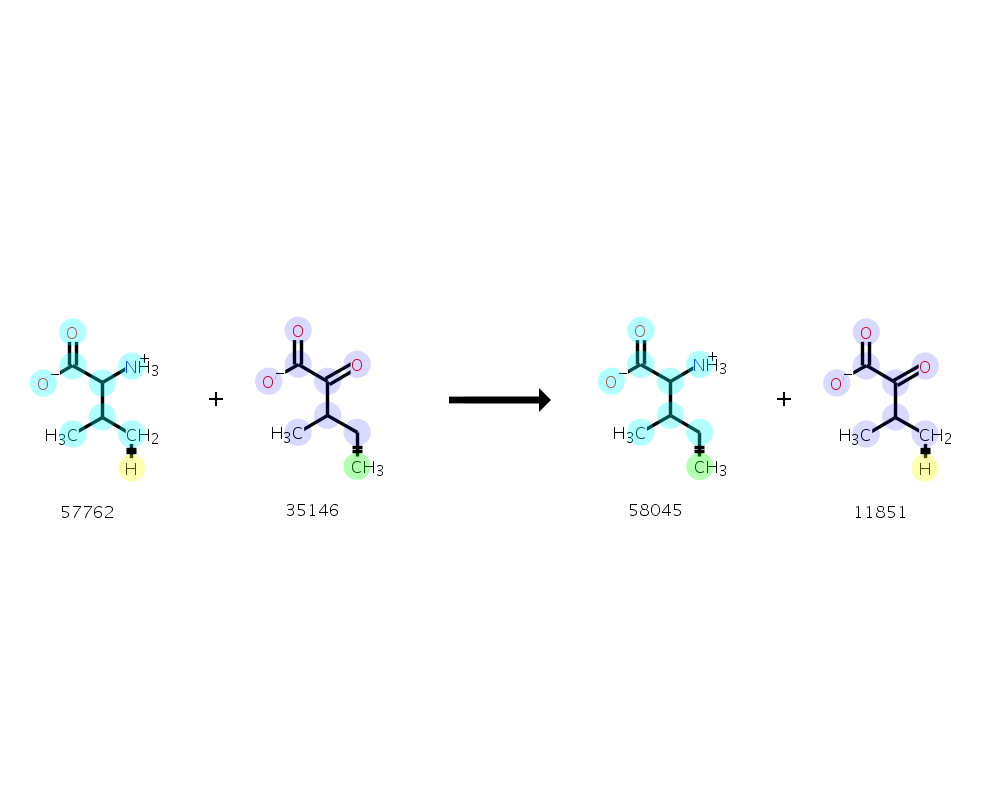 O O O O
O⁻ NH₃⁺ O⁻ O O⁻ NH₃⁺ O⁻ O
H₃C CH₂ H₃C H₃C H₃C CH₂
H CH₃ CH₃ H
+ +
57762 35146 58045 11851